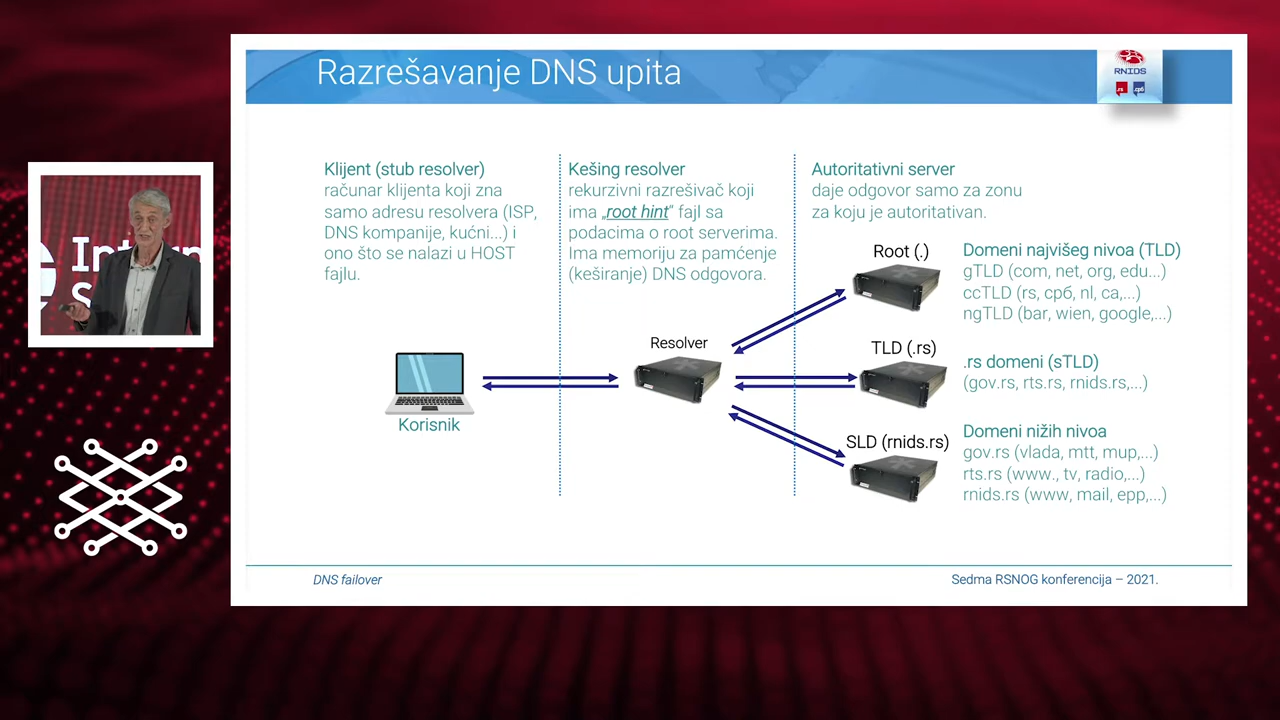 Razrešavanje DNS upita
RNIDS
.rs .срб
Klijent (stub resolver)
računar klijenta koji zna
samo adresu resolvera (ISP,
DNS kompanije, kućni...) i
ono što se nalazi u HOST
fajlu.
Kešing resolver
rekurzivni razrešivač koji
ima „root hint“ fajl sa
podacima o root serverima.
Ima memoriju za pamćenje
(keširanje) DNS odgovora.
Autoritativni server
daje odgovor samo za zonu
za koju je autoritativan.
Root (.)
Domeni najvišeg nivoa (TLD)
gTLD (com, net, org, edu...)
ccTLD (rs, срб, nl, ca,...)
ngTLD (bar, wien, google,...)
Resolver
TLD (.rs)
.rs domeni (sTLD)
(gov.rs, rts.rs, rnids.rs,...)
Korisnik
SLD (rnids.rs)
Domeni nižih nivoa
gov.rs (vlada, mtt, mup,...)
rts.rs (www., tv, radio,...)
rnids.rs (www, mail, epp,...)
DNS failover
Sedma RSNOG konferencija – 2021.